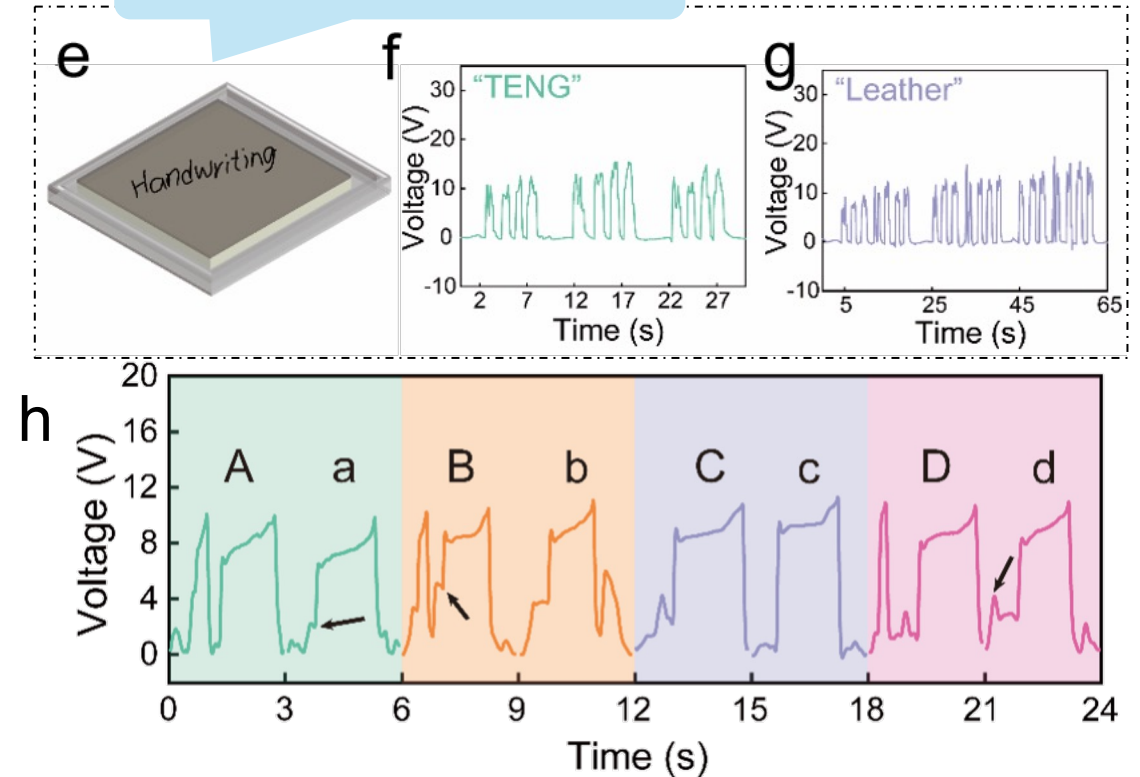 e
Handwriting
f
"TENG"
Voltage (V)
30
20
10
0
-10
2 7 12 17 22 27
Time (s)
g
"Leather"
Voltage (V)
30
20
10
0
-10
5 25 45 65
Time (s)
h
Voltage (V)
20
16
12
8
4
0
A a B b C c D d
0 3 6 9 12 15 18 21 24
Time (s)